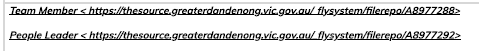 Team Member < https://thesource.greaterdandenong.vic.gov.au/_flysystem/filerepo/A8977288>
People Leader < https://thesource.greaterdandenong.vic.gov.au/_flysystem/filerepo/A8977292>